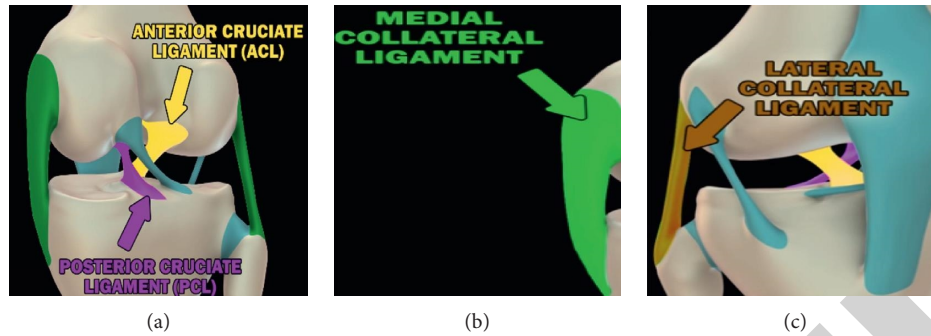 ANTERIOR CRUCIATE
LIGAMENT (ACL)
POSTERIOR CRUCIATE
LIGAMENT (PCL)
MEDIAL
COLLATERAL
LIGAMENT
LATERAL
COLLATERAL
LIGAMENT
(a)
(b)
(c)